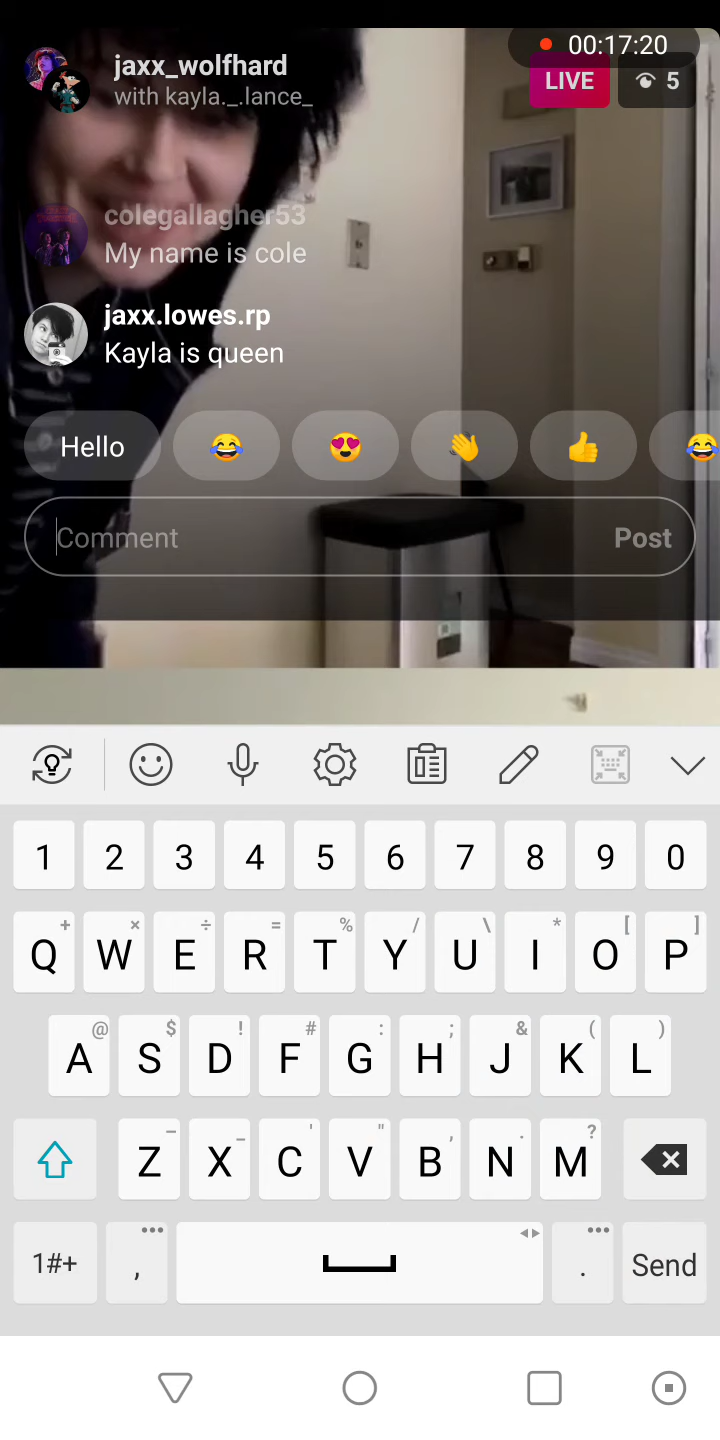 00:17:20
jaxx_wolfhard
with kayla._.lance_
LIVE
5
colegallagher53
My name is cole
jaxx.lowes.rp
Kayla is queen
Hello
Comment
Post
1 2 3 4 5 6 7 8 9 0
+ × ÷ = % / \ * [ ]
Q W E R T Y U I O P
@ $ ! # : ; & ( )
A S D F G H J K L
- _ ' " , . ?
Z X C V B N M
1#+ , . Send